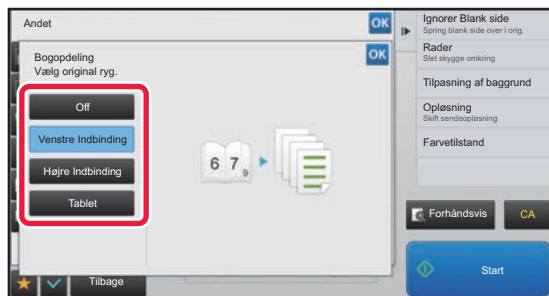 Andet
OK
Bogopdeling
OK
Vælg original ryg.
Off
Venstre Indbinding
Højre Indbinding
Tablet
6 7
9
Tilbage
Ignorer Blank side
Spring blank side over i orig.
Rader
Slet skygge omkring
Tilpasning af baggrund
Opløsning
Skift sendeopløsning
Farvetilstand
Forhåndsvis
CA
Start